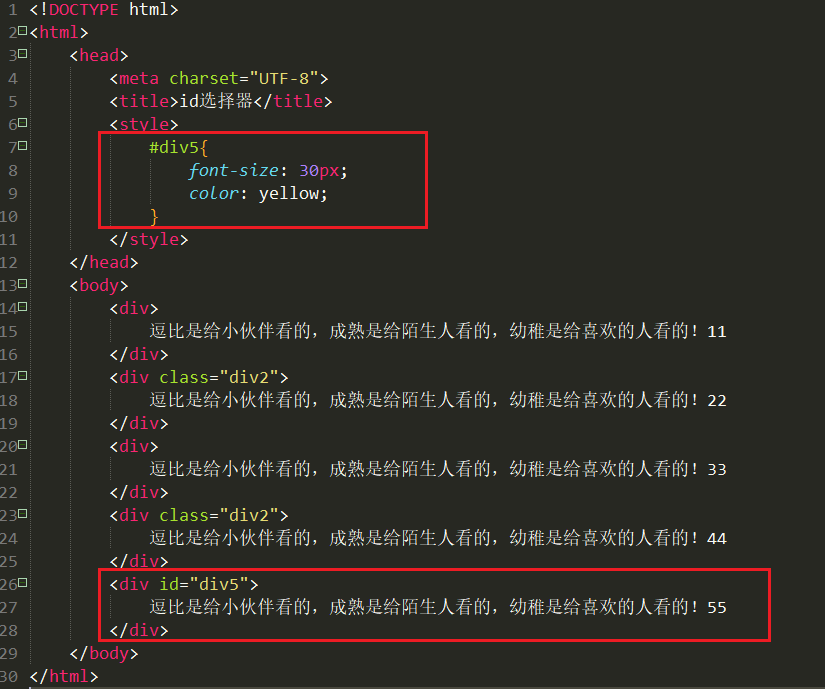 1 <!DOCTYPE html>
2 <html>
3 <head>
4 <meta charset="UTF-8">
5 <title>id选择器</title>
6 <style>
7 #div5{
8 font-size: 30px;
9 color: yellow;
10 }
11 </style>
12 </head>
13 <body>
14 <div>
15 逗比是给小伙伴看的，成熟是给陌生人看的，幼稚是给喜欢的人看的！11
16 </div>
17 <div class="div2">
18 逗比是给小伙伴看的，成熟是给陌生人看的，幼稚是给喜欢的人看的！22
19 </div>
20 <div>
21 逗比是给小伙伴看的，成熟是给陌生人看的，幼稚是给喜欢的人看的！33
22 </div>
23 <div class="div2">
24 逗比是给小伙伴看的，成熟是给陌生人看的，幼稚是给喜欢的人看的！44
25 </div>
26 <div id="div5">
27 逗比是给小伙伴看的，成熟是给陌生人看的，幼稚是给喜欢的人看的！55
28 </div>
29 </body>
30 </html>